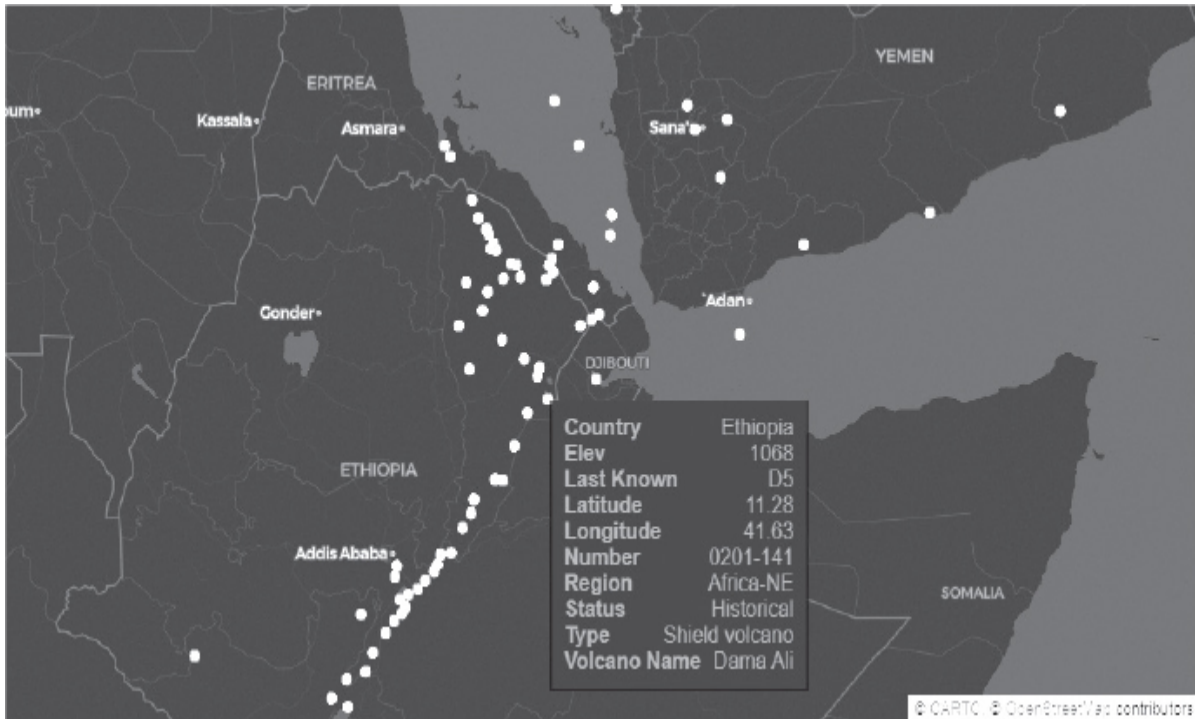 YEMEN
ERITREA
Kassala
Asmara
Sana'a
Gonder
'Adan
DJIBOUTI
ETHIOPIA
Addis Ababa
SOMALIA
Country Ethiopia
Elev 1068
Last Known D5
Latitude 11.28
Longitude 41.63
Number 0201-141
Region Africa-NE
Status Historical
Type Shield volcano
Volcano Name Dama Ali
© CARTO, © OpenStreetMap contributors